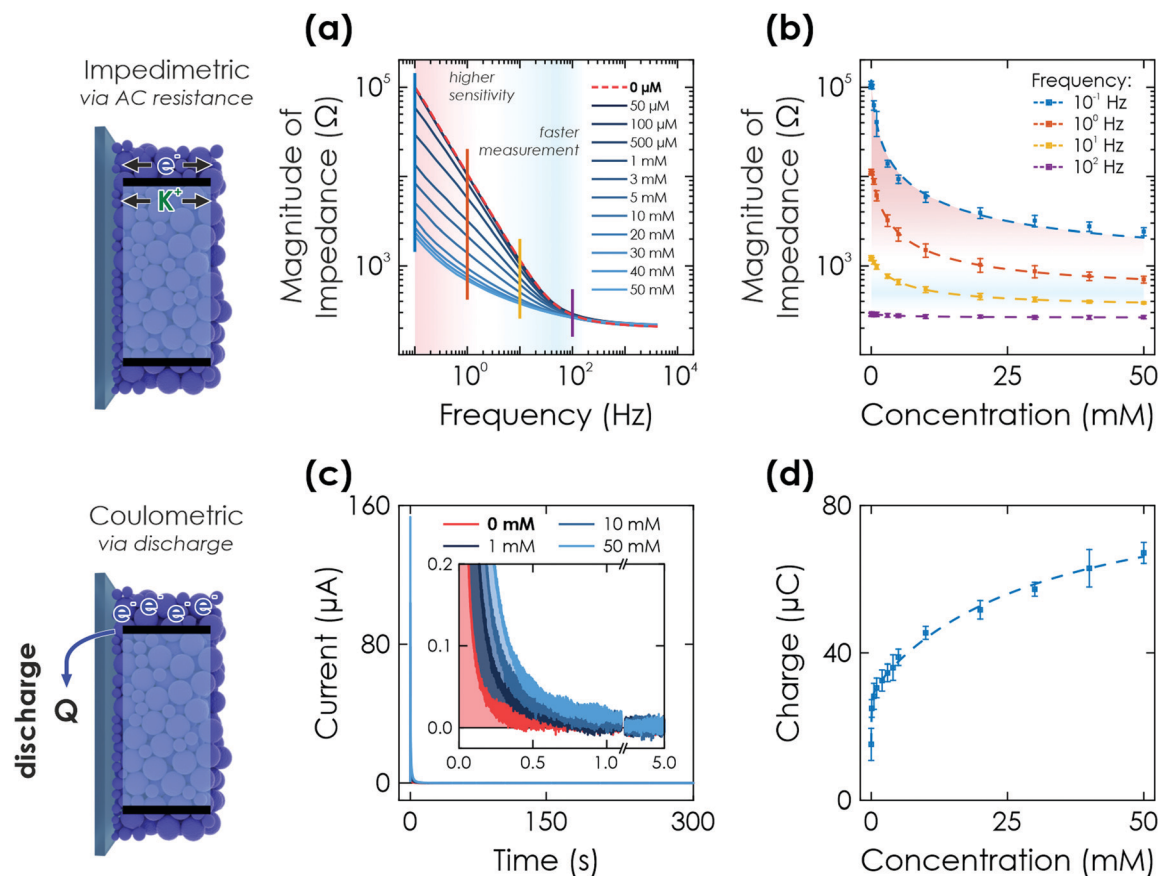 (a)
(b)
Impedimetric
via AC resistance
e⁻
K⁺
Magnitude of
Impedance (Ω)
10⁵
10⁴
10³
higher
sensitivity
faster
measurement
0 µM
50 µM
100 µM
500 µM
1 mM
3 mM
5 mM
10 mM
20 mM
30 mM
40 mM
50 mM
10⁰
10²
10⁴
Frequency (Hz)
Magnitude of
Impedance (Ω)
10⁵
10⁴
10³
Frequency:
10⁻¹ Hz
10⁰ Hz
10¹ Hz
10² Hz
0
25
50
Concentration (mM)
(c)
(d)
Coulometric
via discharge
e⁻ e⁻ e⁻ e⁻
discharge
Q
Current (µA)
160
80
0
0 mM
10 mM
1 mM
50 mM
0.2
0.1
0.0
0.0
0.5
1.0
5.0
0
150
300
Time (s)
Charge (µC)
80
40
0
0
25
50
Concentration (mM)